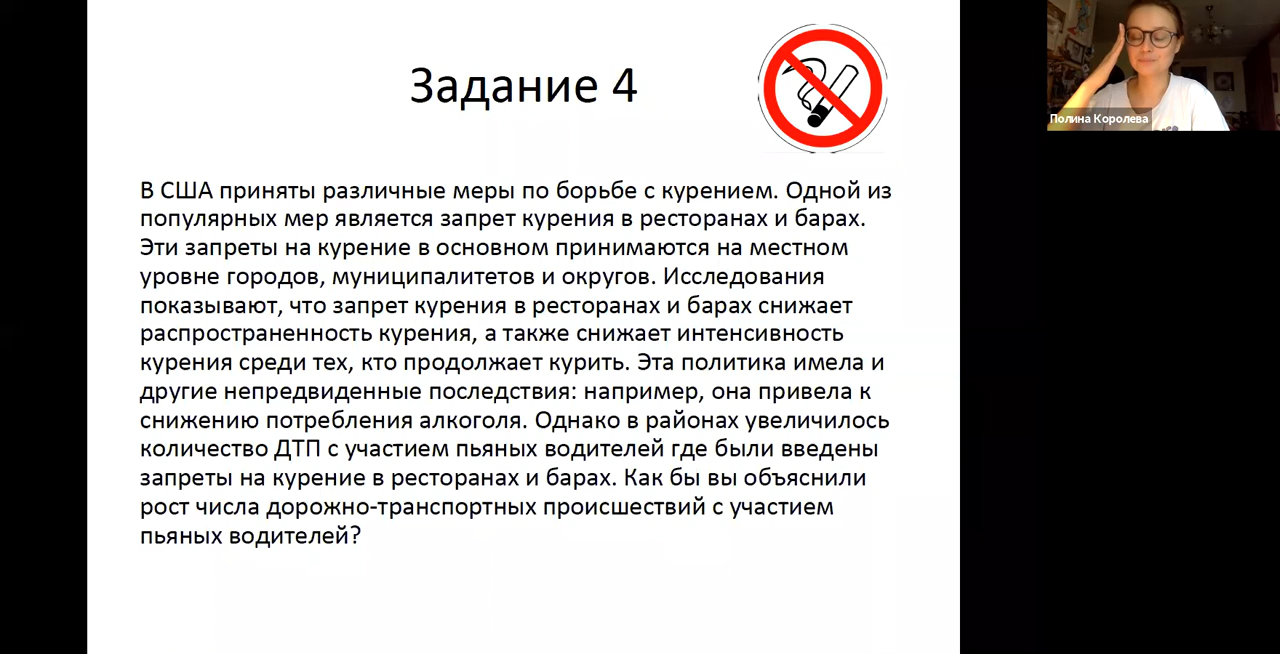 Задание 4
В США приняты различные меры по борьбе с курением. Одной из
популярных мер является запрет курения в ресторанах и барах.
Эти запреты на курение в основном принимаются на местном
уровне городов, муниципалитетов и округов. Исследования
показывают, что запрет курения в ресторанах и барах снижает
распространенность курения, а также снижает интенсивность
курения среди тех, кто продолжает курить. Эта политика имела и
другие непредвиденные последствия: например, она привела к
снижению потребления алкоголя. Однако в районах увеличилось
количество ДТП с участием пьяных водителей где были введены
запреты на курение в ресторанах и барах. Как бы вы объяснили
рост числа дорожно-транспортных происшествий с участием
пьяных водителей?
Полина Королева